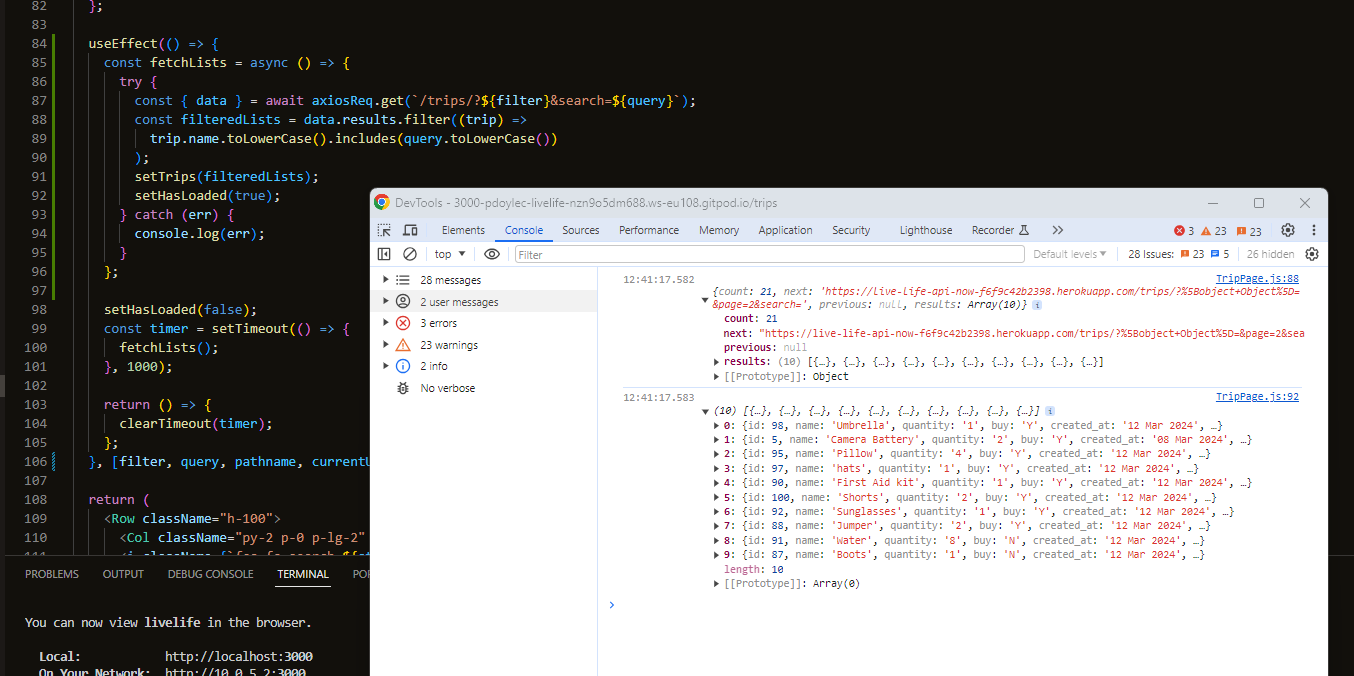 82 };
83
84 useEffect(() => {
85 const fetchLists = async () => {
86 try {
87 const { data } = await axiosReq.get(`/trips/?${filter}&search=${query}`);
88 const filteredLists = data.results.filter((trip) =>
89 trip.name.toLowerCase().includes(query.toLowerCase())
90 );
91 setTrips(filteredLists);
92 setHasLoaded(true);
93 } catch (err) {
94 console.log(err);
95 }
96 };
97
98 setHasLoaded(false);
99 const timer = setTimeout(() => {
100 fetchLists();
101 }, 1000);
102
103 return () => {
104 clearTimeout(timer);
105 };
106 }, [filter, query, pathname, currentU
107
108 return (
109 <Row className="h-100">
110 <Col className="py-2 p-0 p-lg-2"
PROBLEMS OUTPUT DEBUG CONSOLE TERMINAL POR
You can now view livelife in the browser.
Local: http://localhost:3000
On Your Network: http://10.0.5.2:3000
DevTools - 3000-pdoylec-livelife-nzn9o5dm688.ws-eu108.gitpod.io/trips
Elements Console Sources Performance Memory Application Security Lighthouse Recorder 3 23 23
top Filter Default levels 28 Issues: 23 5 26 hidden
28 messages
2 user messages
3 errors
23 warnings
2 info
No verbose
12:41:17.582 TripPage.js:88
{count: 21, next: 'https://live-life-api-now-f6f9c42b2398.herokuapp.com/trips/?%5Bobject+Object%5D=
&page=2&search=', previous: null, results: Array(10)}
count: 21
next: "https://live-life-api-now-f6f9c42b2398.herokuapp.com/trips/?%5Bobject+Object%5D=&page=2&sea
previous: null
results: (10) [{…}, {…}, {…}, {…}, {…}, {…}, {…}, {…}, {…}, {…}]
[[Prototype]]: Object
12:41:17.583 TripPage.js:92
(10) [{…}, {…}, {…}, {…}, {…}, {…}, {…}, {…}, {…}, {…}]
0: {id: 98, name: 'Umbrella', quantity: '1', buy: 'Y', created_at: '12 Mar 2024', …}
1: {id: 5, name: 'Camera Battery', quantity: '2', buy: 'Y', created_at: '08 Mar 2024', …}
2: {id: 95, name: 'Pillow', quantity: '4', buy: 'Y', created_at: '12 Mar 2024', …}
3: {id: 97, name: 'hats', quantity: '1', buy: 'Y', created_at: '12 Mar 2024', …}
4: {id: 90, name: 'First Aid kit', quantity: '1', buy: 'Y', created_at: '12 Mar 2024', …}
5: {id: 100, name: 'Shorts', quantity: '2', buy: 'Y', created_at: '12 Mar 2024', …}
6: {id: 92, name: 'Sunglasses', quantity: '1', buy: 'Y', created_at: '12 Mar 2024', …}
7: {id: 88, name: 'Jumper', quantity: '2', buy: 'Y', created_at: '12 Mar 2024', …}
8: {id: 91, name: 'Water', quantity: '8', buy: 'N', created_at: '12 Mar 2024', …}
9: {id: 87, name: 'Boots', quantity: '1', buy: 'N', created_at: '12 Mar 2024', …}
length: 10
[[Prototype]]: Array(0)